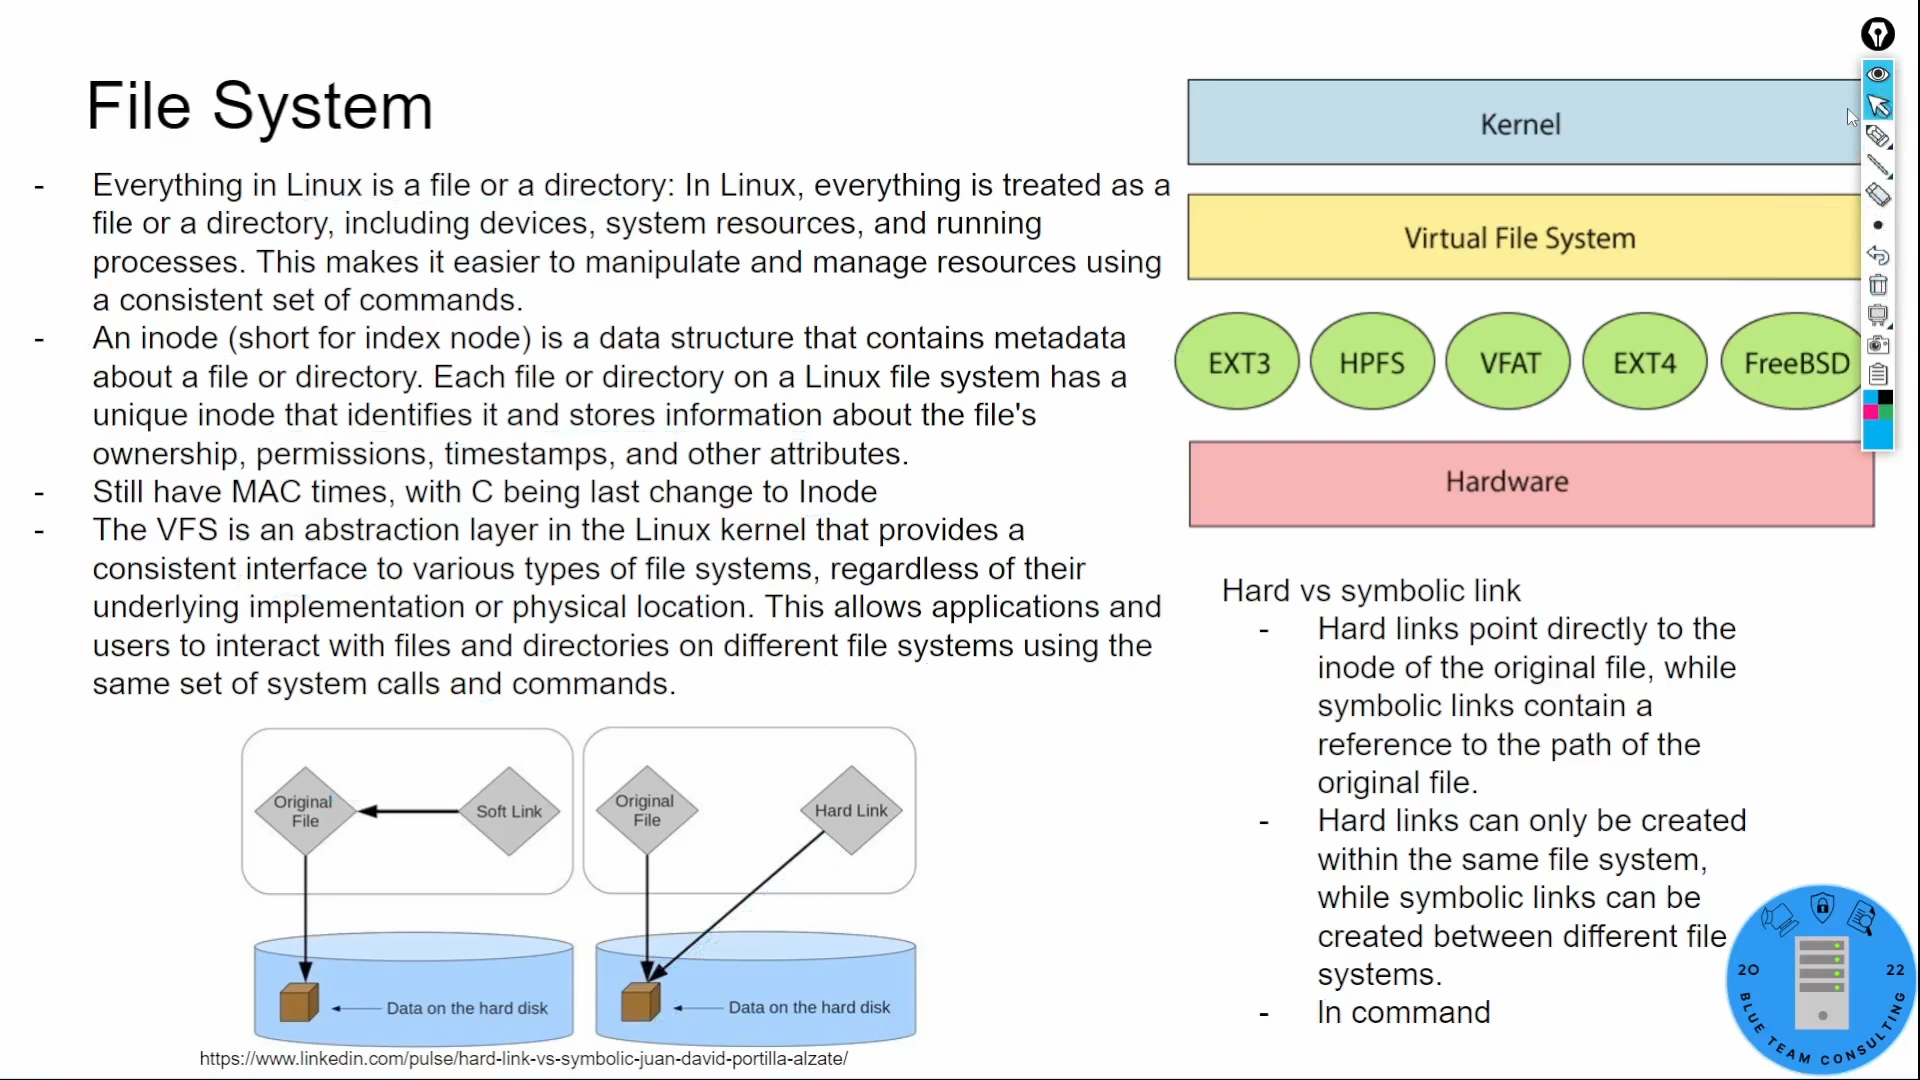 File System
- Everything in Linux is a file or a directory: In Linux, everything is treated as a
file or a directory, including devices, system resources, and running
processes. This makes it easier to manipulate and manage resources using
a consistent set of commands.
- An inode (short for index node) is a data structure that contains metadata
about a file or directory. Each file or directory on a Linux file system has a
unique inode that identifies it and stores information about the file's
ownership, permissions, timestamps, and other attributes.
- Still have MAC times, with C being last change to Inode
- The VFS is an abstraction layer in the Linux kernel that provides a
consistent interface to various types of file systems, regardless of their
underlying implementation or physical location. This allows applications and
users to interact with files and directories on different file systems using the
same set of system calls and commands.
Original
File
Soft Link
Data on the hard disk
Original
File
Hard Link
Data on the hard disk
https://www.linkedin.com/pulse/hard-link-vs-symbolic-juan-david-portilla-alzate/
Kernel
Virtual File System
EXT3 HPFS VFAT EXT4 FreeBSD
Hardware
Hard vs symbolic link
- Hard links point directly to the
inode of the original file, while
symbolic links contain a
reference to the path of the
original file.
- Hard links can only be created
within the same file system,
while symbolic links can be
created between different file
systems.
- ln command
20 22
BLUE TEAM CONSULTING